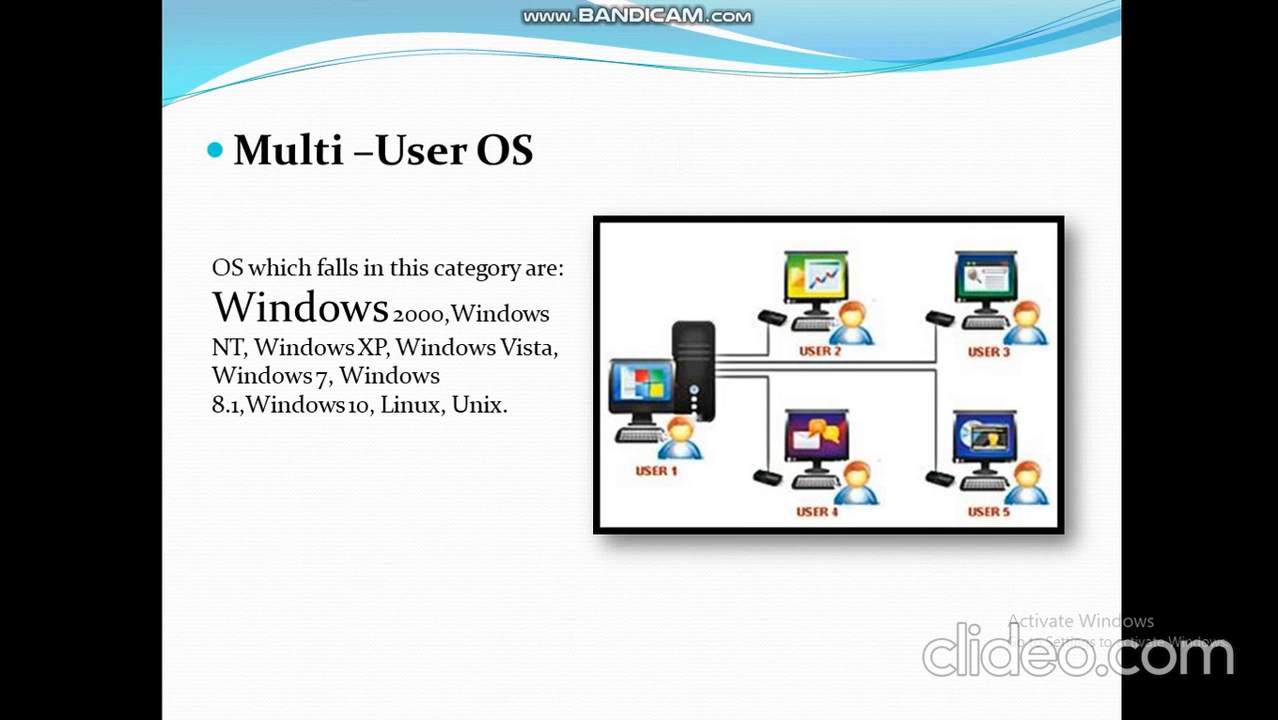 WWW.BANDICAM.COM
Multi –User OS
OS which falls in this category are:
Windows 2000,Windows
NT, Windows XP, Windows Vista,
Windows 7, Windows
8.1,Windows 10, Linux, Unix.
USER 2
USER 3
USER 1
USER 4
USER 5
Activate Windows
Go to Settings to activate Windows.
clideo.com